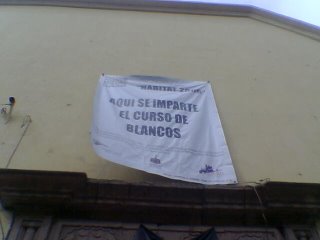 HABITAT
AQUI SE IMPARTE
EL CURSO DE
BLANCOS